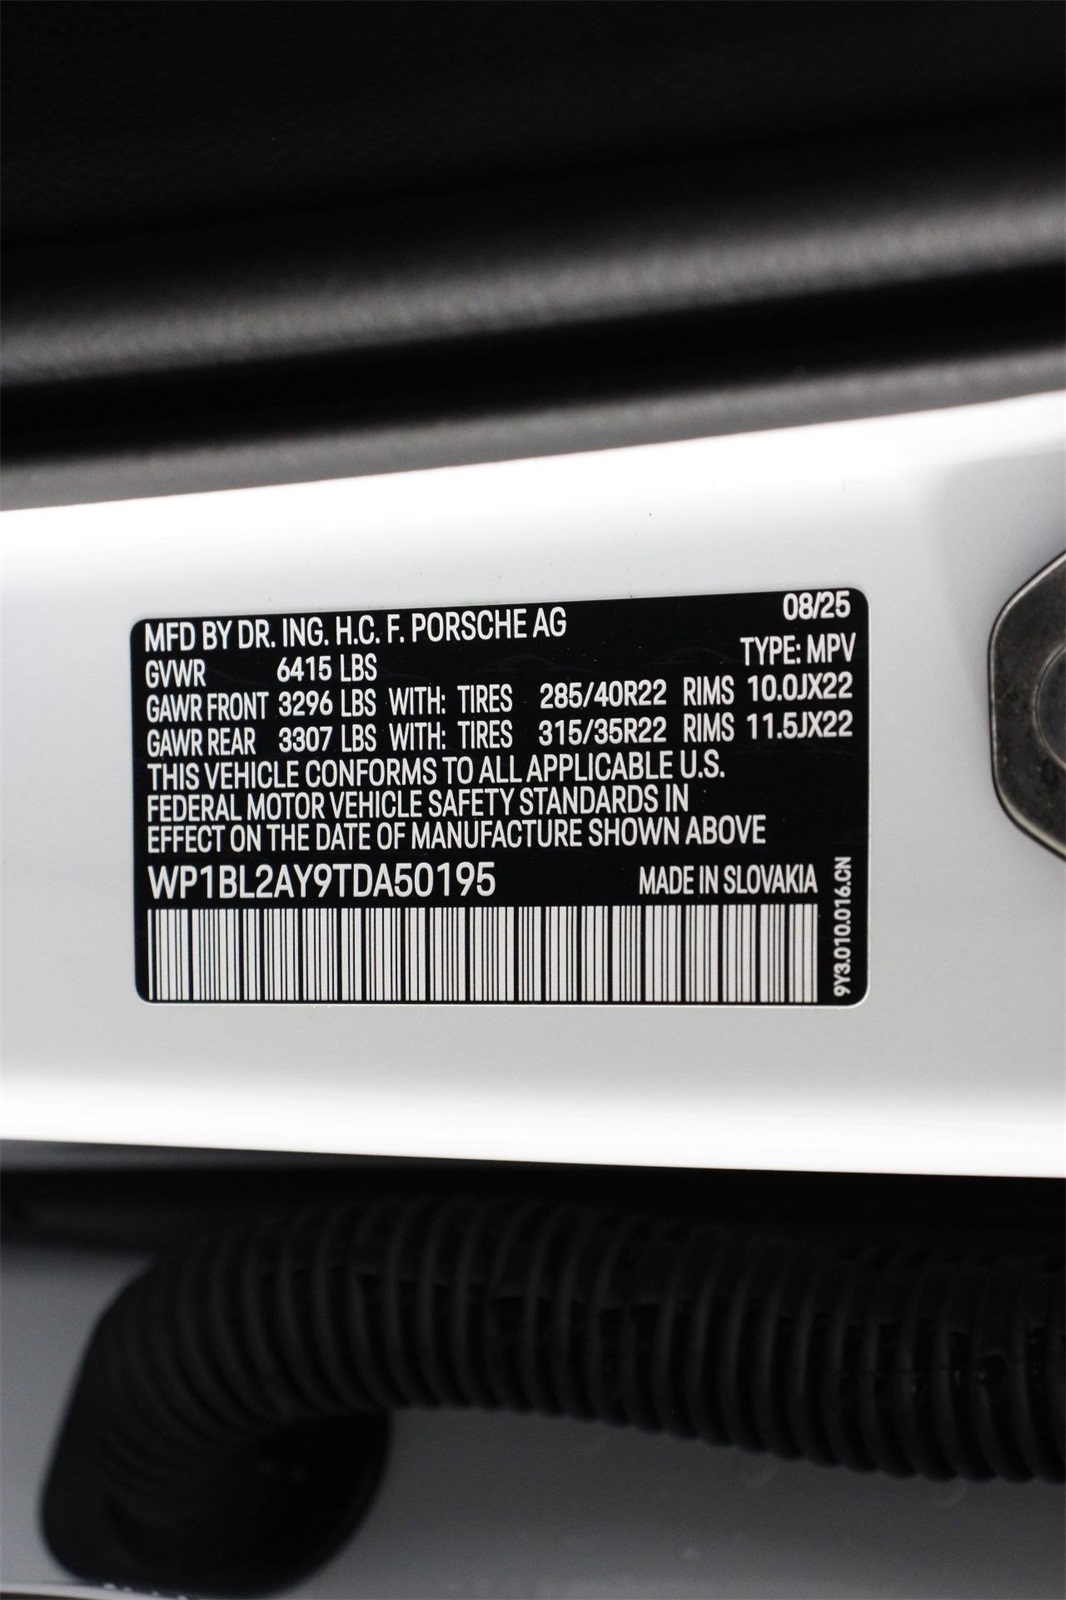 MFD BY DR. ING. H.C. F. PORSCHE AG 08/25
GVWR 6415 LBS TYPE: MPV
GAWR FRONT 3296 LBS WITH: TIRES 285/40R22 RIMS 10.0JX22
GAWR REAR 3307 LBS WITH: TIRES 315/35R22 RIMS 11.5JX22
THIS VEHICLE CONFORMS TO ALL APPLICABLE U.S.
FEDERAL MOTOR VEHICLE SAFETY STANDARDS IN
EFFECT ON THE DATE OF MANUFACTURE SHOWN ABOVE
WP1BL2AY9TDA50195 MADE IN SLOVAKIA
9Y3.010.016.CN